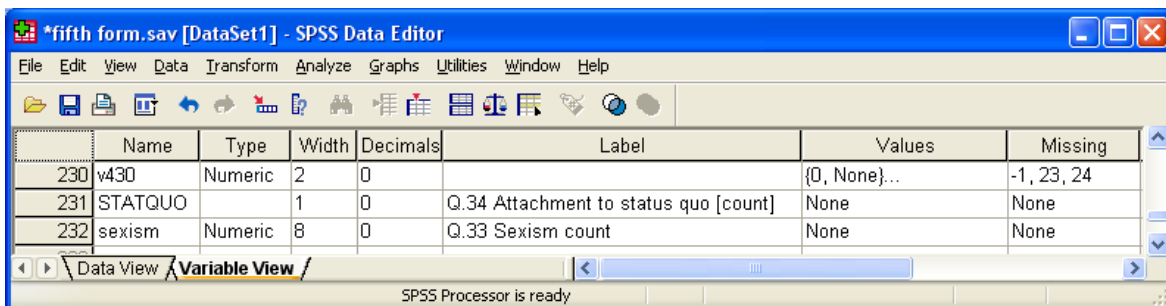 *fifth form.sav [DataSet1] - SPSS Data Editor
File Edit View Data Transform Analyze Graphs Utilities Window Help
Name Type Width Decimals Label Values Missing
230 v430 Numeric 2 0 {0, None}... -1, 23, 24
231 STATQUO 1 0 Q.34 Attachment to status quo [count] None None
232 sexism Numeric 8 0 Q.33 Sexism count None None
Data View Variable View
SPSS Processor is ready